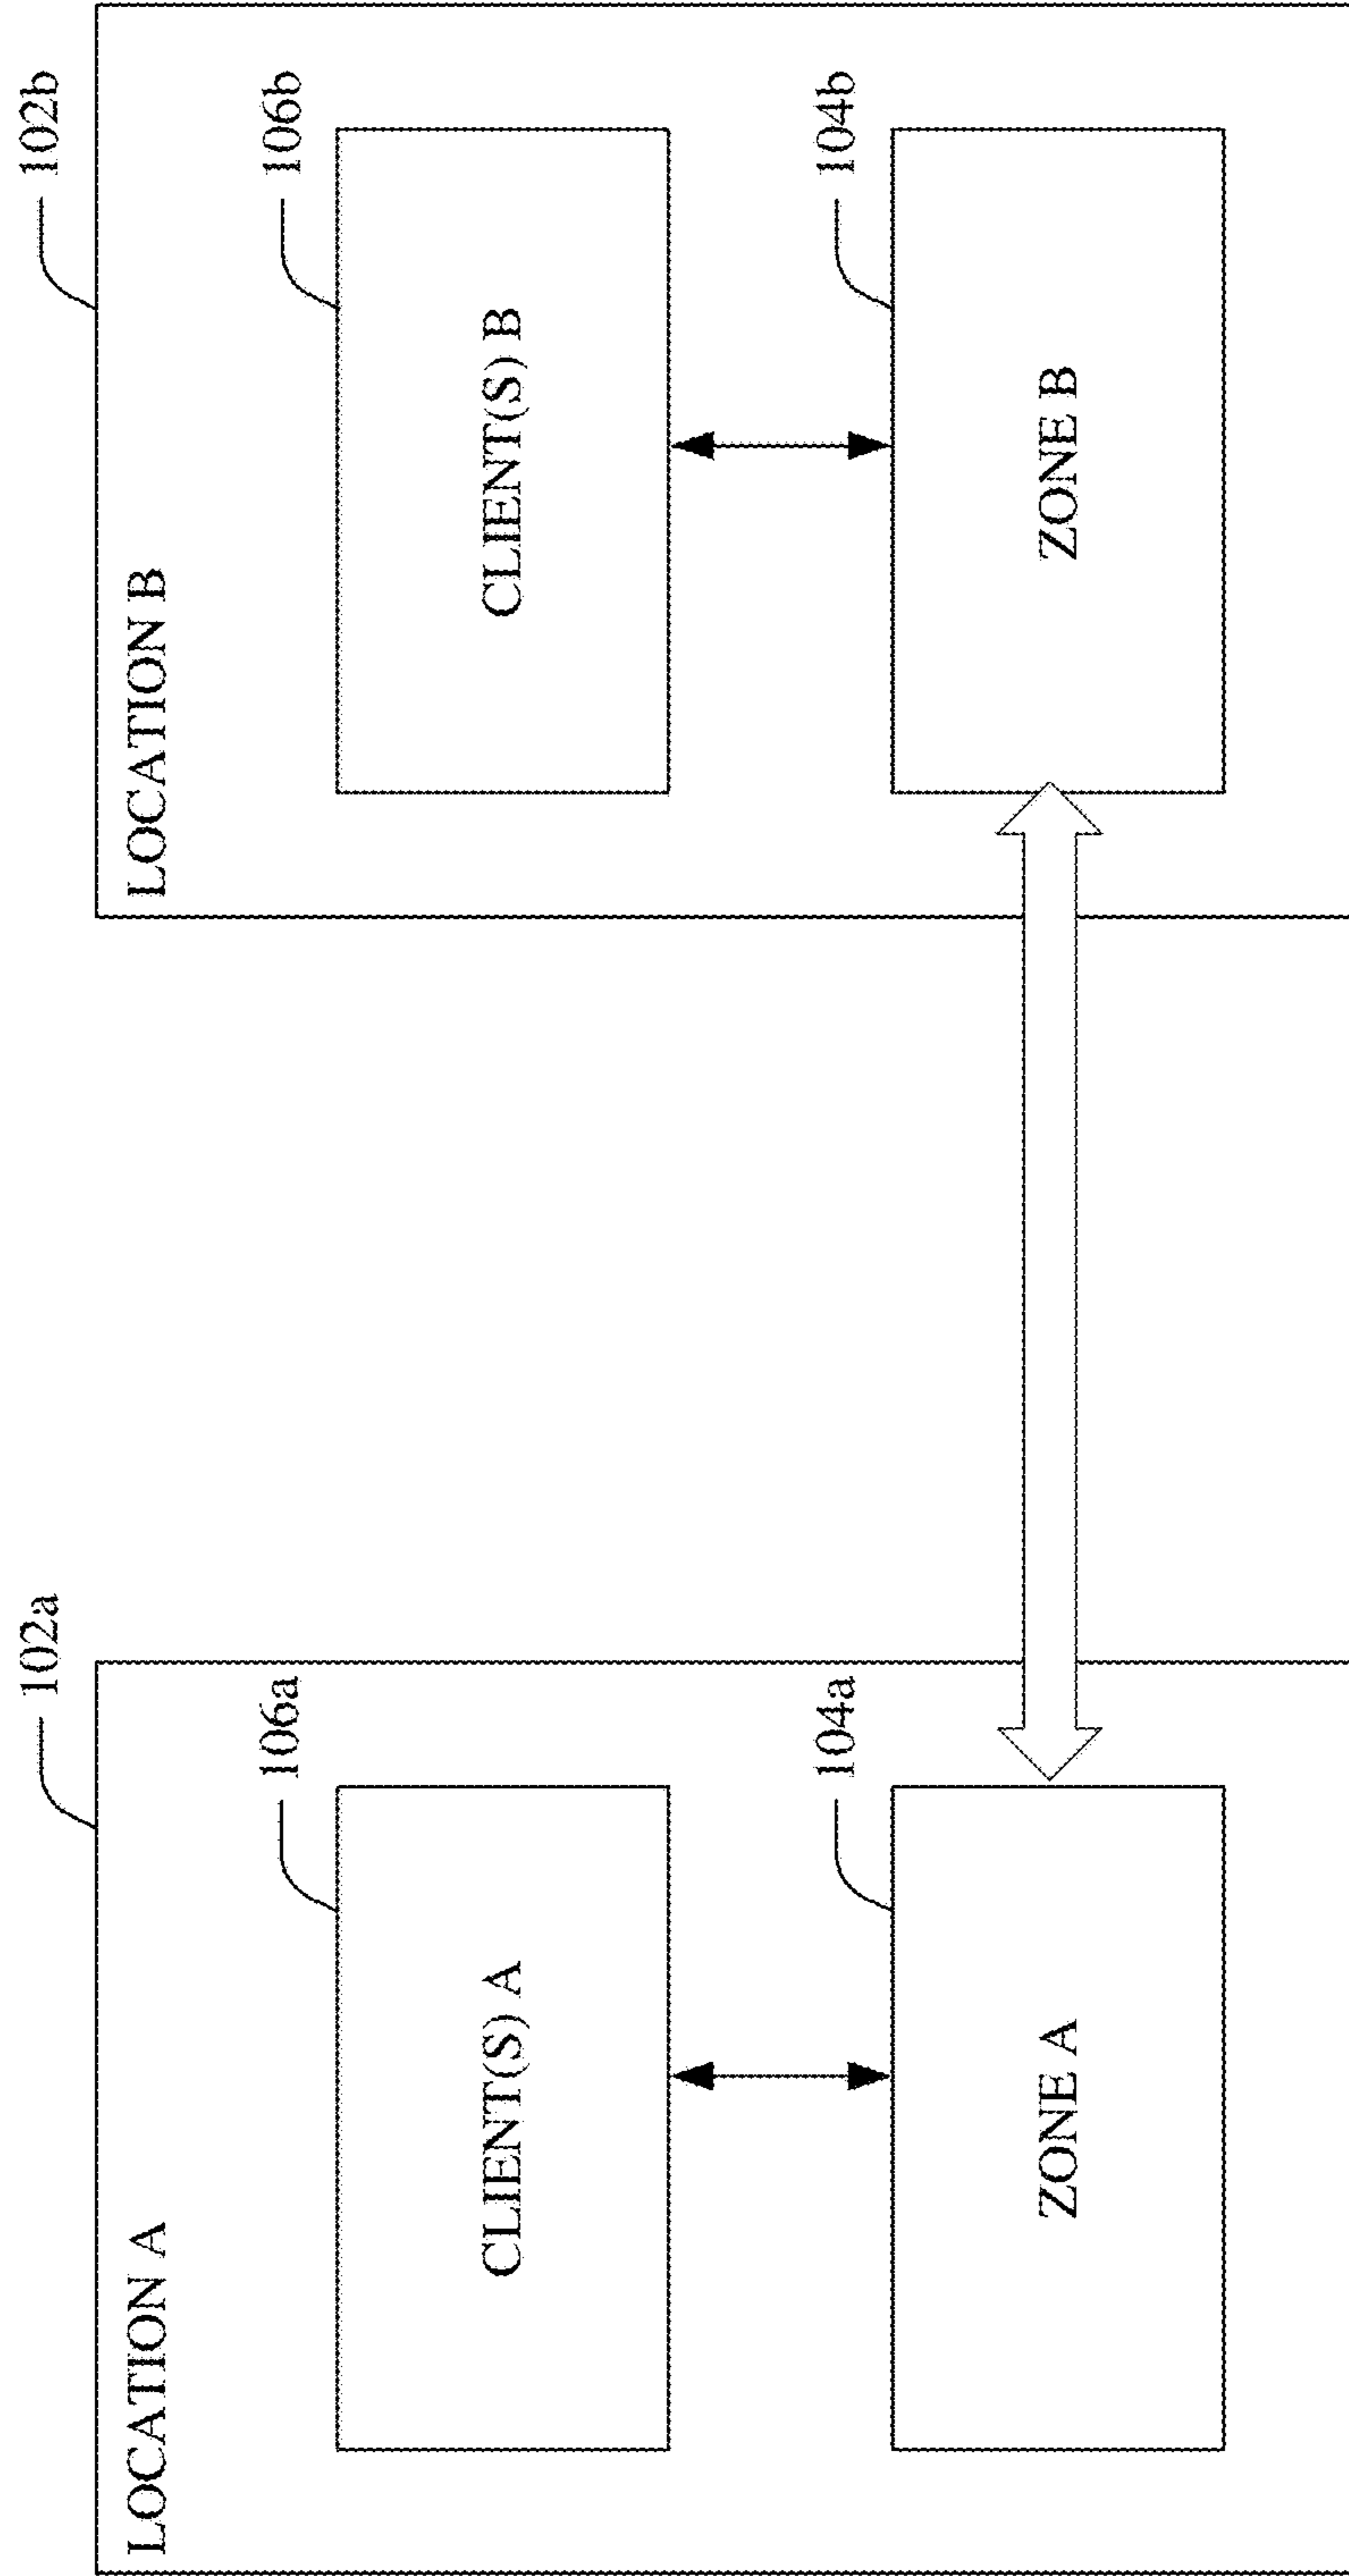 102a
LOCATION A
106a
CLIENT(S) A
104a
ZONE A
102b
LOCATION B
106b
CLIENT(S) B
104b
ZONE B